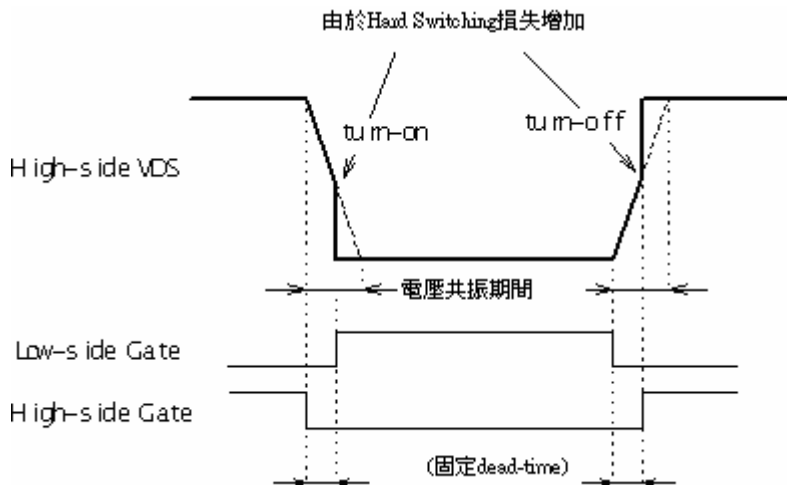 由於Hard Switching損失增加
turn-on
turn-off
High-side VDS
電壓共振期間
Low-side Gate
High-side Gate
(固定dead-time)